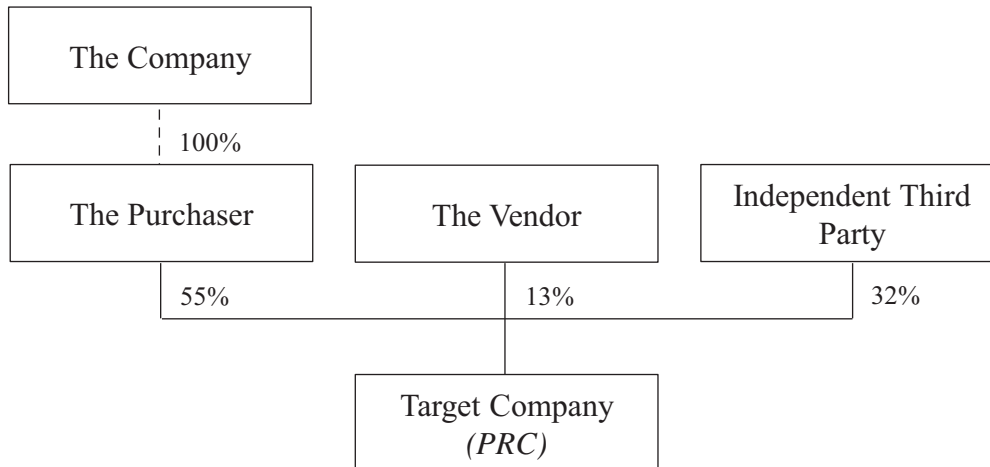 The Company
100%
The Purchaser
The Vendor
Independent Third
Party
55%
13%
32%
Target Company
(PRC)